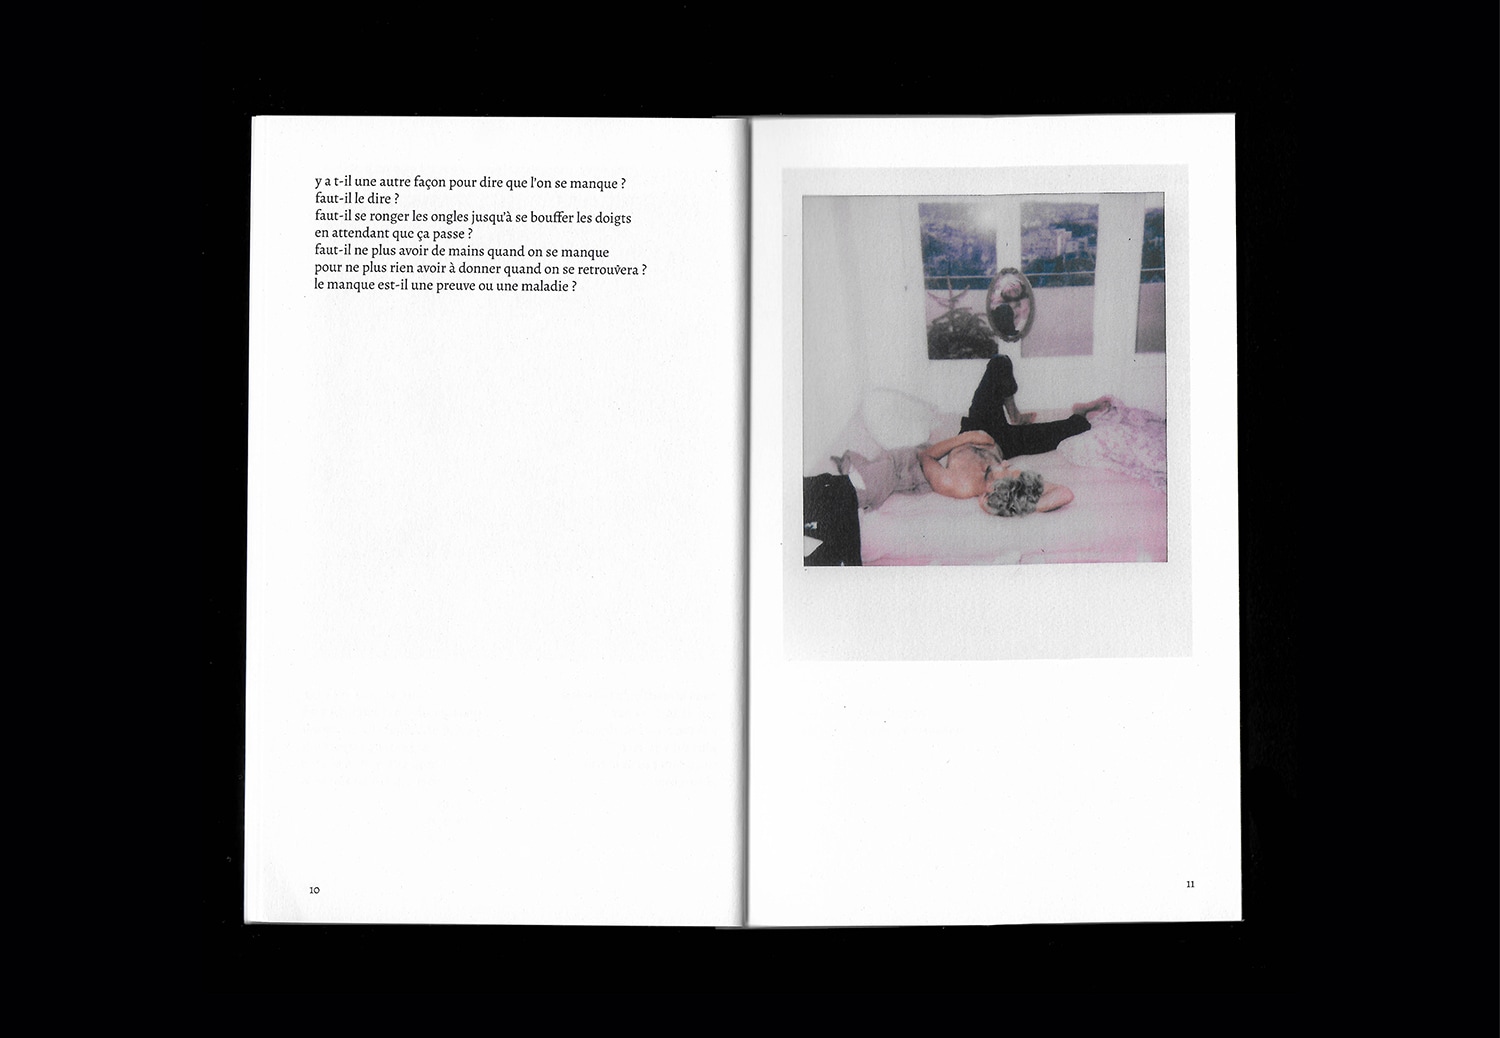 y a t-il une autre façon pour dire que l'on se manque ?
faut-il le dire ?
faut-il se ronger les ongles jusqu'à se bouffer les doigts
en attendant que ça passe ?
faut-il ne plus avoir de mains quand on se manque
pour ne plus rien avoir à donner quand on se retrouvera ?
le manque est-il une preuve ou une maladie ?
10
11